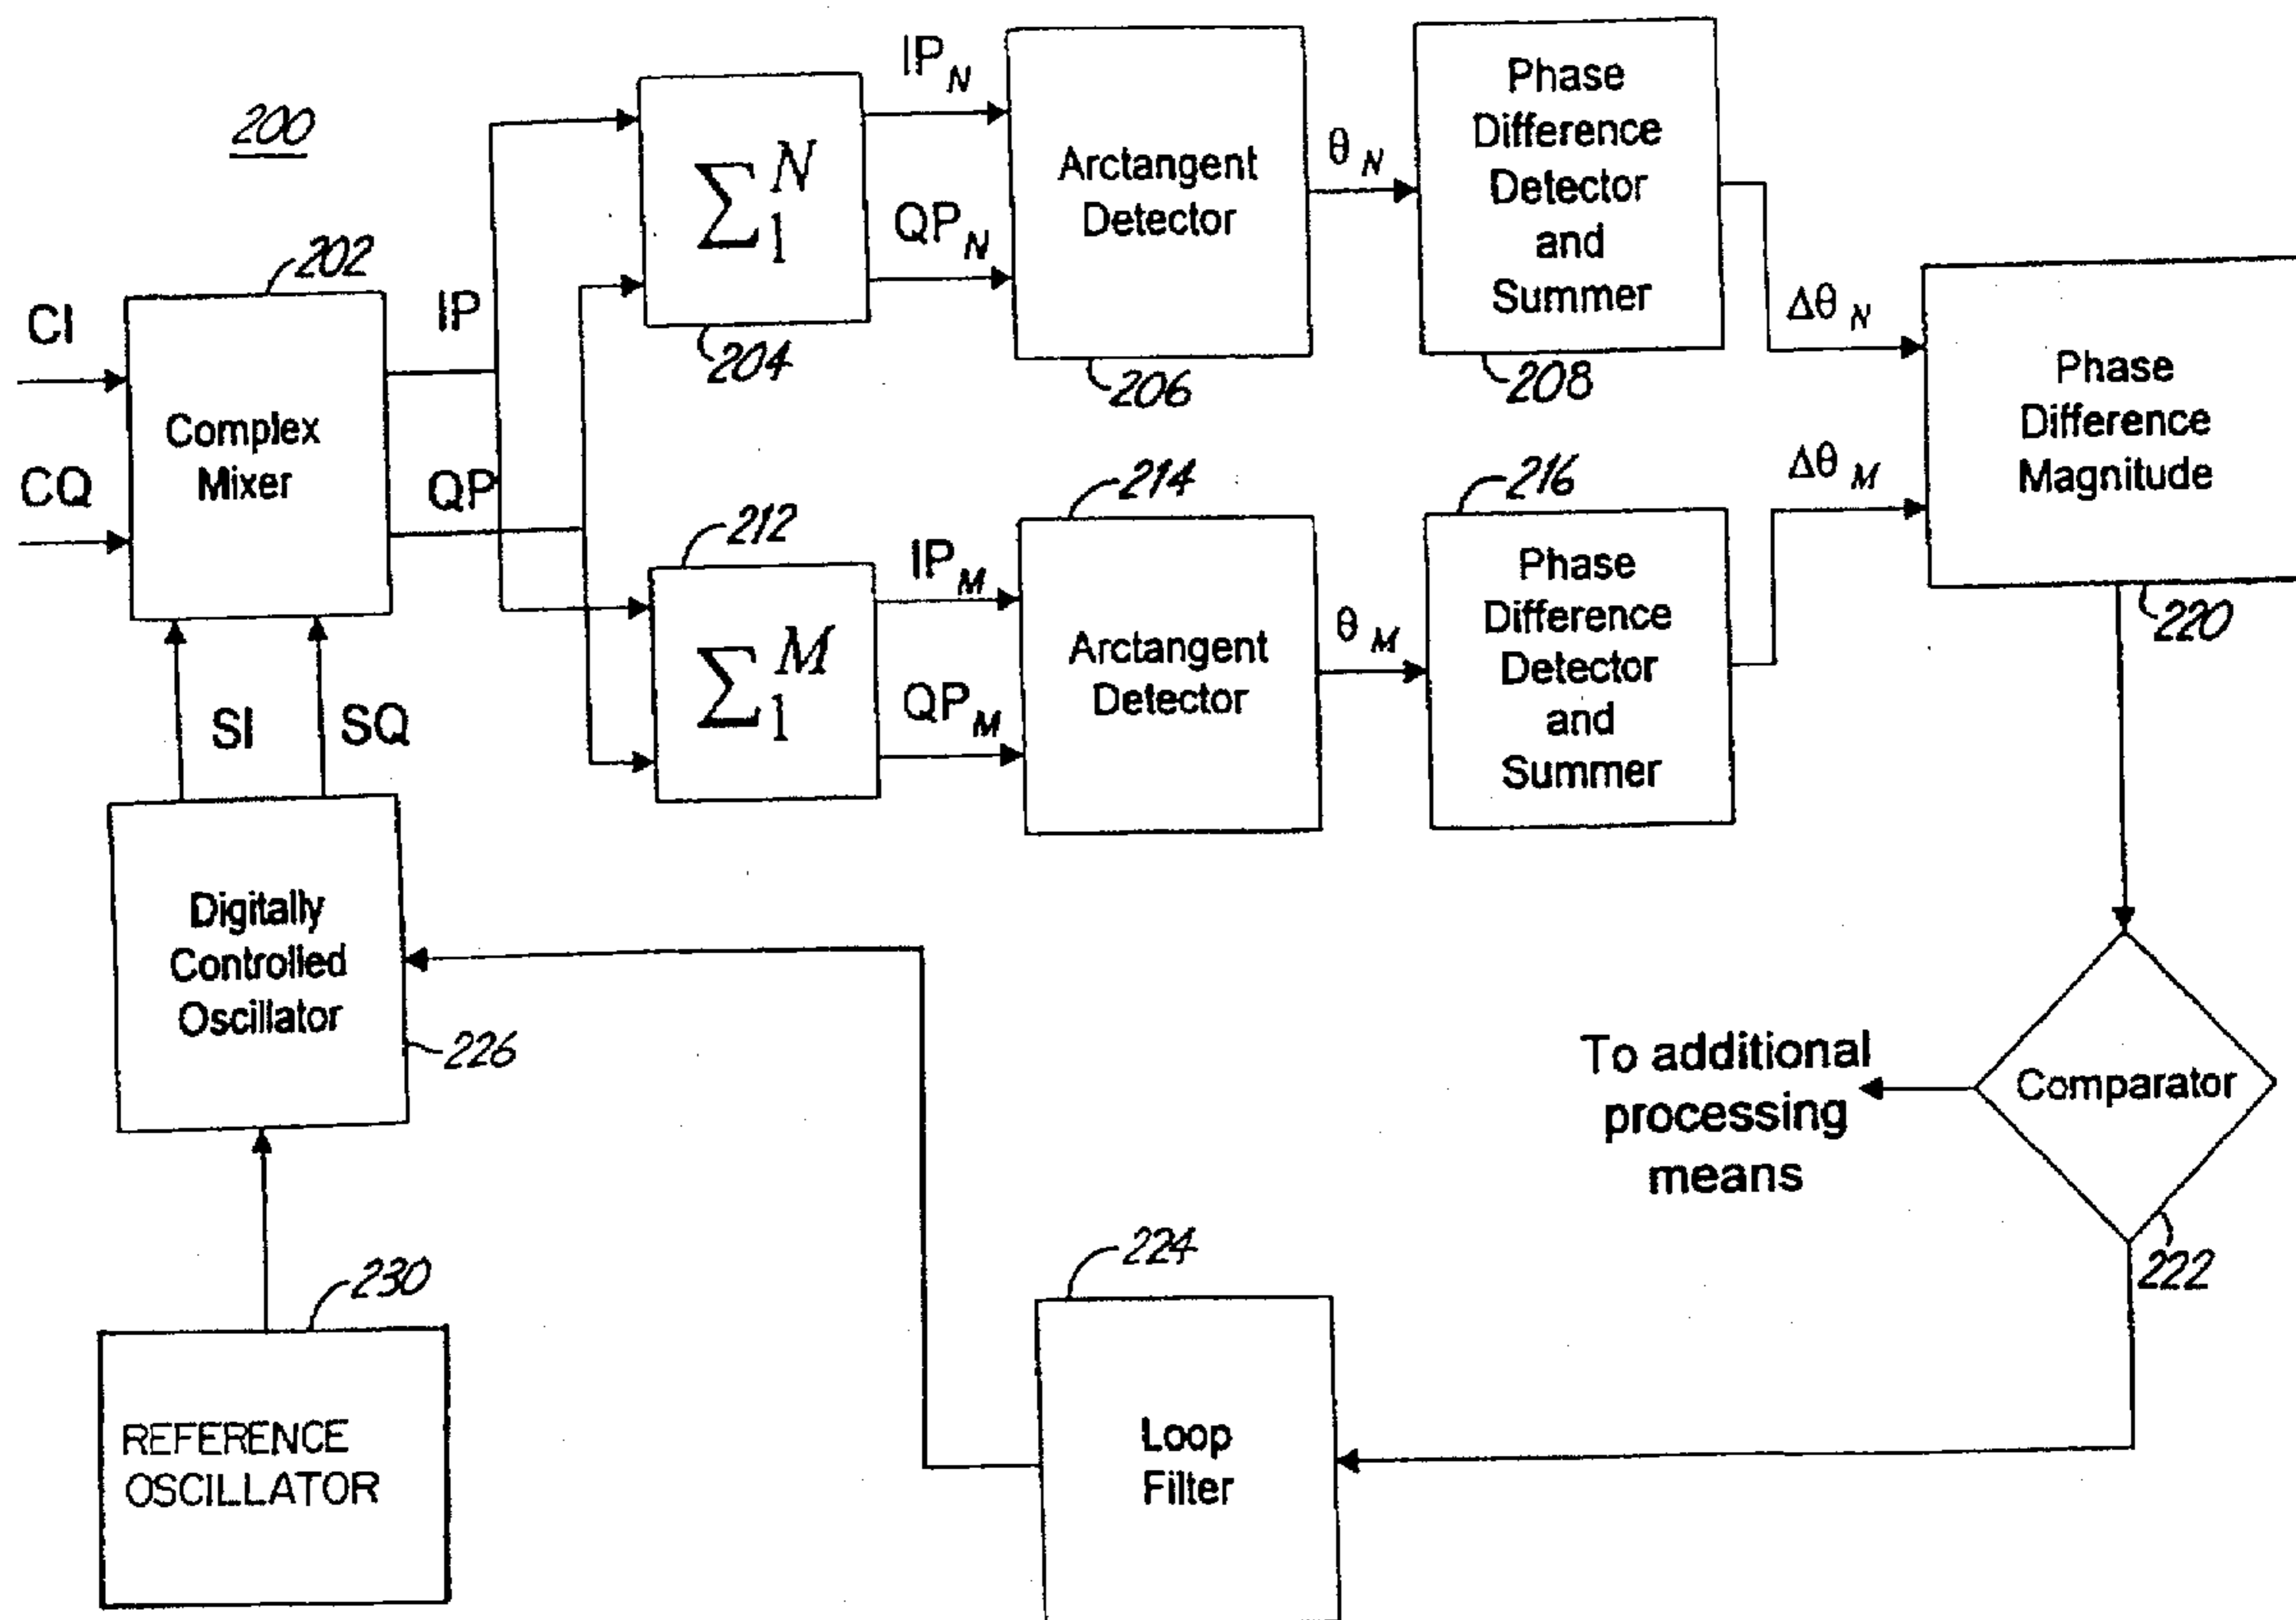 200
CI
CQ
202
Complex
Mixer
IP
QP
∑₁ᴺ
204
IP_N
QP_N
Arctangent
Detector
206
θ_N
Phase
Difference
Detector
and
Summer
208
Δθ_N
212
∑₁ᴹ
IP_M
QP_M
214
Arctangent
Detector
θ_M
216
Phase
Difference
Detector
and
Summer
Δθ_M
Phase
Difference
Magnitude
220
SI
SQ
Digitally
Controlled
Oscillator
226
To additional
processing
means
Comparator
222
224
Loop
Filter
230
REFERENCE
OSCILLATOR